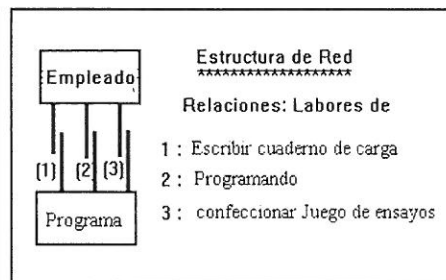 Estructura de Red
******************
Empleado
Relaciones: Labores de
(1) (2) (3)
1 : Escribir cuaderno de carga
2 : Programando
3 : confeccionar Juego de ensayos
Programa